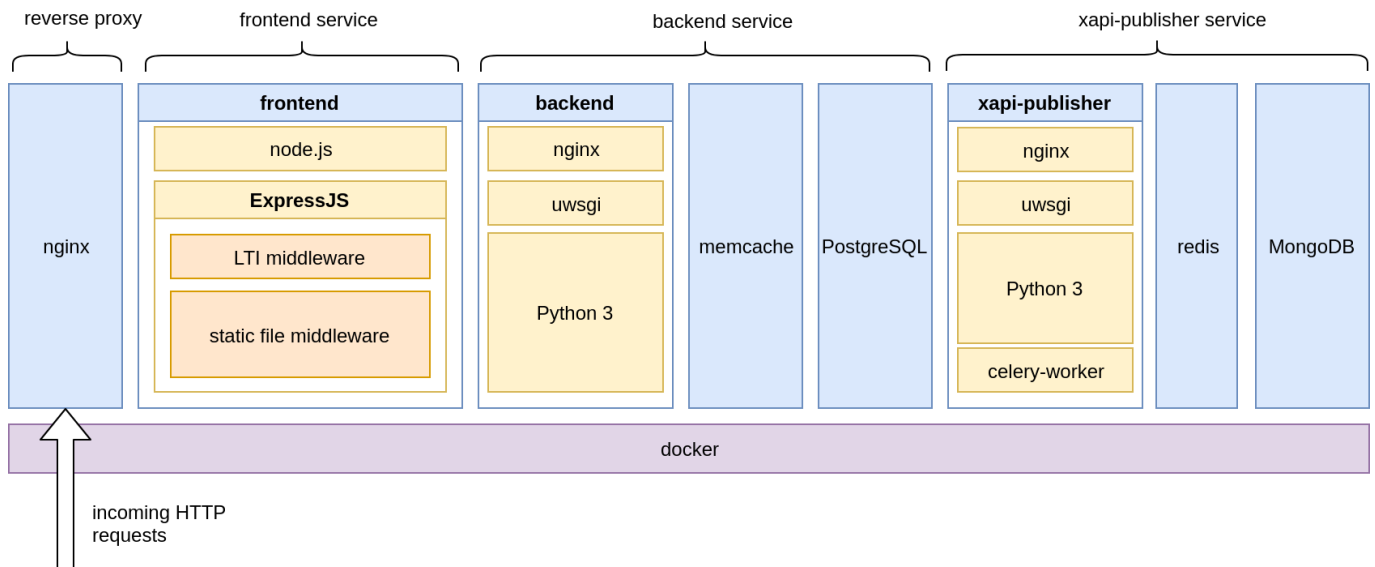 reverse proxy
frontend service
backend service
xapi-publisher service
nginx
frontend
node.js
ExpressJS
LTI middleware
static file middleware
backend
nginx
uwsgi
Python 3
memcache
PostgreSQL
xapi-publisher
nginx
uwsgi
Python 3
celery-worker
redis
MongoDB
docker
incoming HTTP
requests